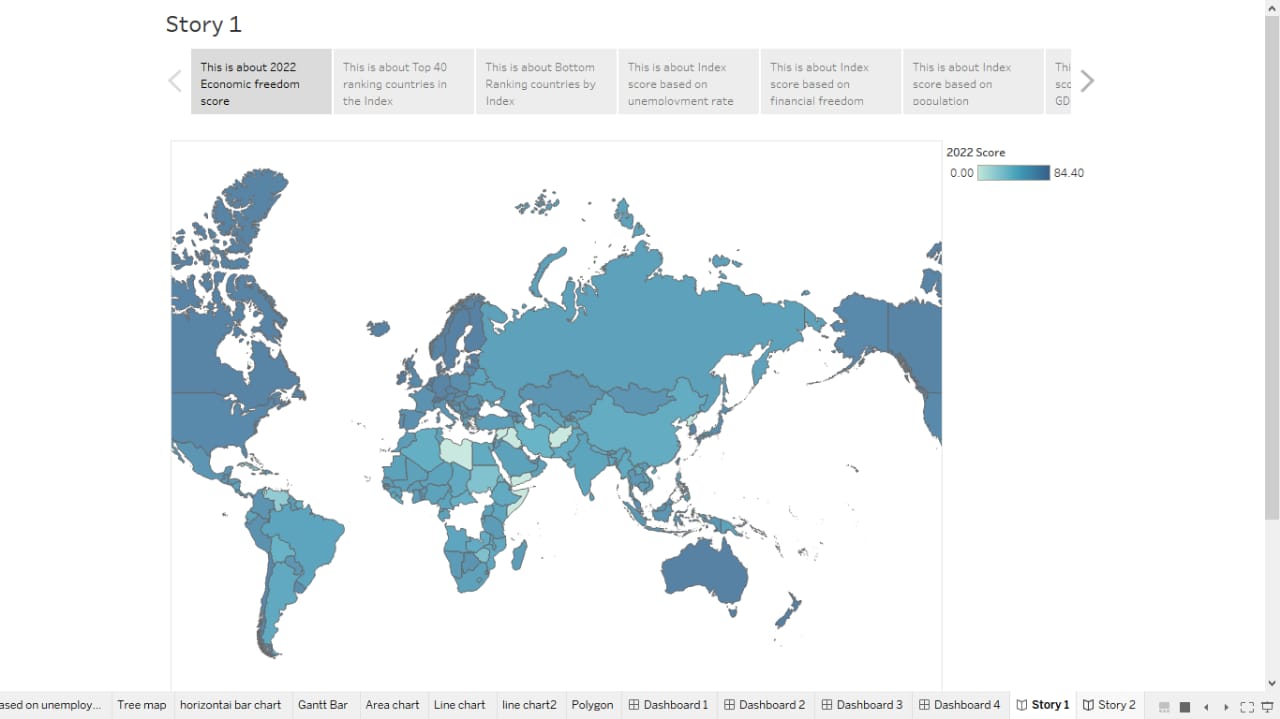 Story 1
This is about 2022
Economic freedom
score
This is about Top 40
ranking countries in
the Index
This is about Bottom
Ranking countries by
Index
This is about Index
score based on
unemployment rate
This is about Index
score based on
financial freedom
This is about Index
score based on
population
Thi
sco
GD
2022 Score
0.00
84.40
ased on unemploy...
Tree map
horizontai bar chart
Gantt Bar
Area chart
Line chart
line chart2
Polygon
Dashboard 1
Dashboard 2
Dashboard 3
Dashboard 4
Story 1
Story 2